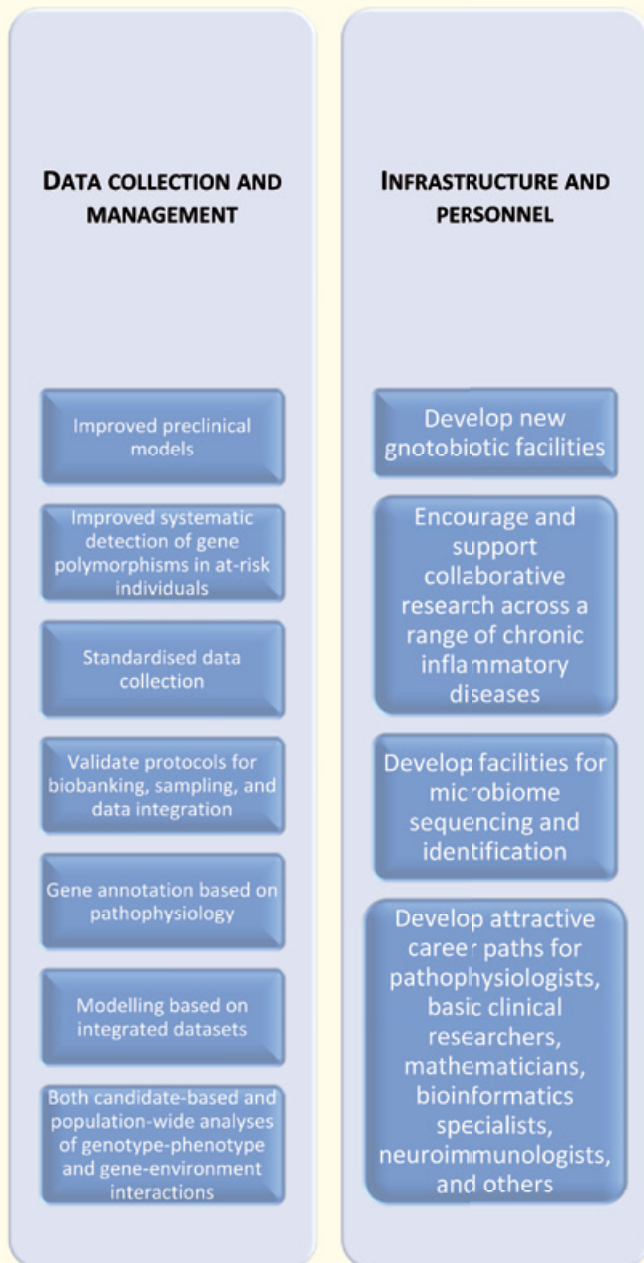 DATA COLLECTION AND
MANAGEMENT
Improved preclinical
models
Improved systematic
detection of gene
polymorphisms in at-risk
individuals
Standardised data
collection
Validate protocols for
biobanking, sampling, and
data integration
Gene annotation based on
pathophysiology
Modelling based on
integrated datasets
Both candidate-based and
population-wide analyses
of genotype-phenotype
and gene-environment
interactions
INFRASTRUCTURE AND
PERSONNEL
Develop new
gnotobiotic facilities
Encourage and
support
collaborative
research across a
range of chronic
inflammatory
diseases
Develop facilities for
microbiome
sequencing and
identification
Develop attractive
career paths for
pathophysiologists,
basic clinical
researchers,
mathematicians,
bioinformatics
specialists,
neuroimmunologists,
and others